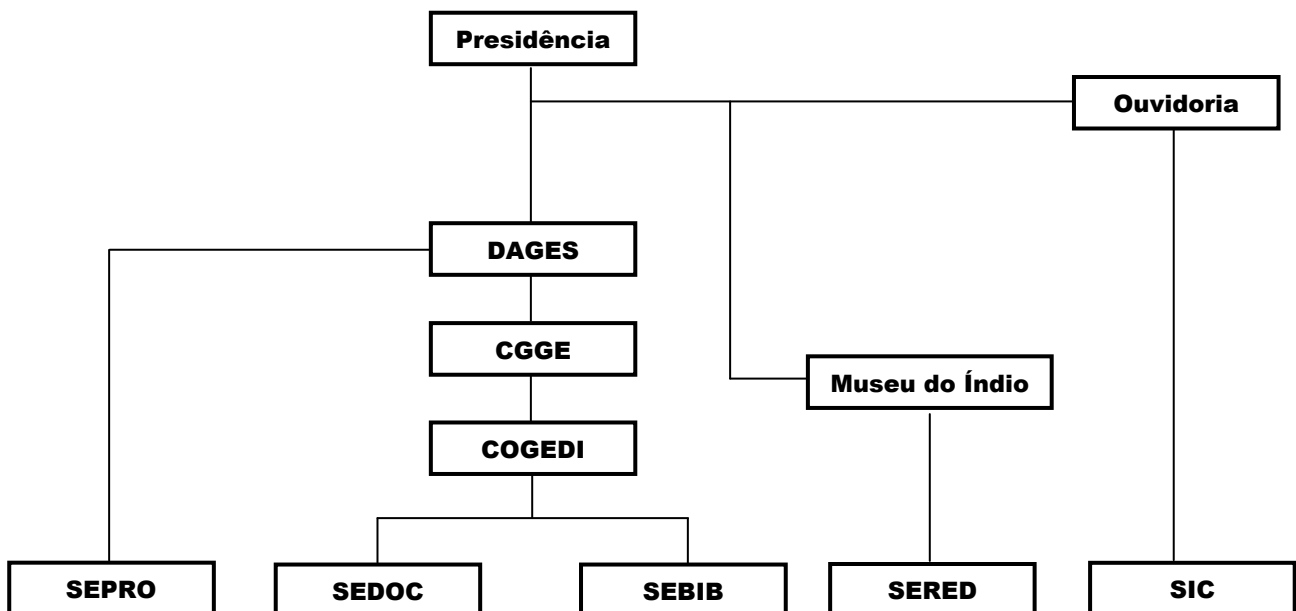 Presidência
Ouvidoria
DAGES
CGGE
Museu do Índio
COGEDI
SEPRO
SEDOC
SEBIB
SERED
SIC